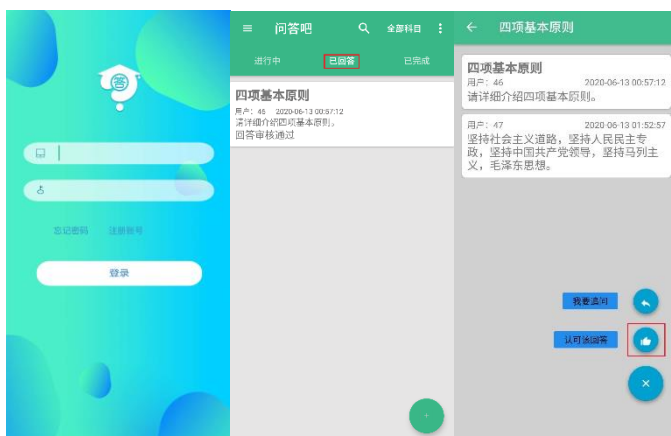 答
忘记密码 注册账号
登录
问答吧 全部科目
进行中 已回答 已完成
四项基本原则
用户: 46 2020-06-13 00:57:12
请详细介绍四项基本原则。
回答审核通过
四项基本原则
四项基本原则
用户: 46 2020-06-13 00:57:12
请详细介绍四项基本原则。
用户: 47 2020-06-13 01:52:57
坚持社会主义道路, 坚持人民民主专
政, 坚持中国共产党领导, 坚持马列主
义, 毛泽东思想。
我要追问
认可该回答